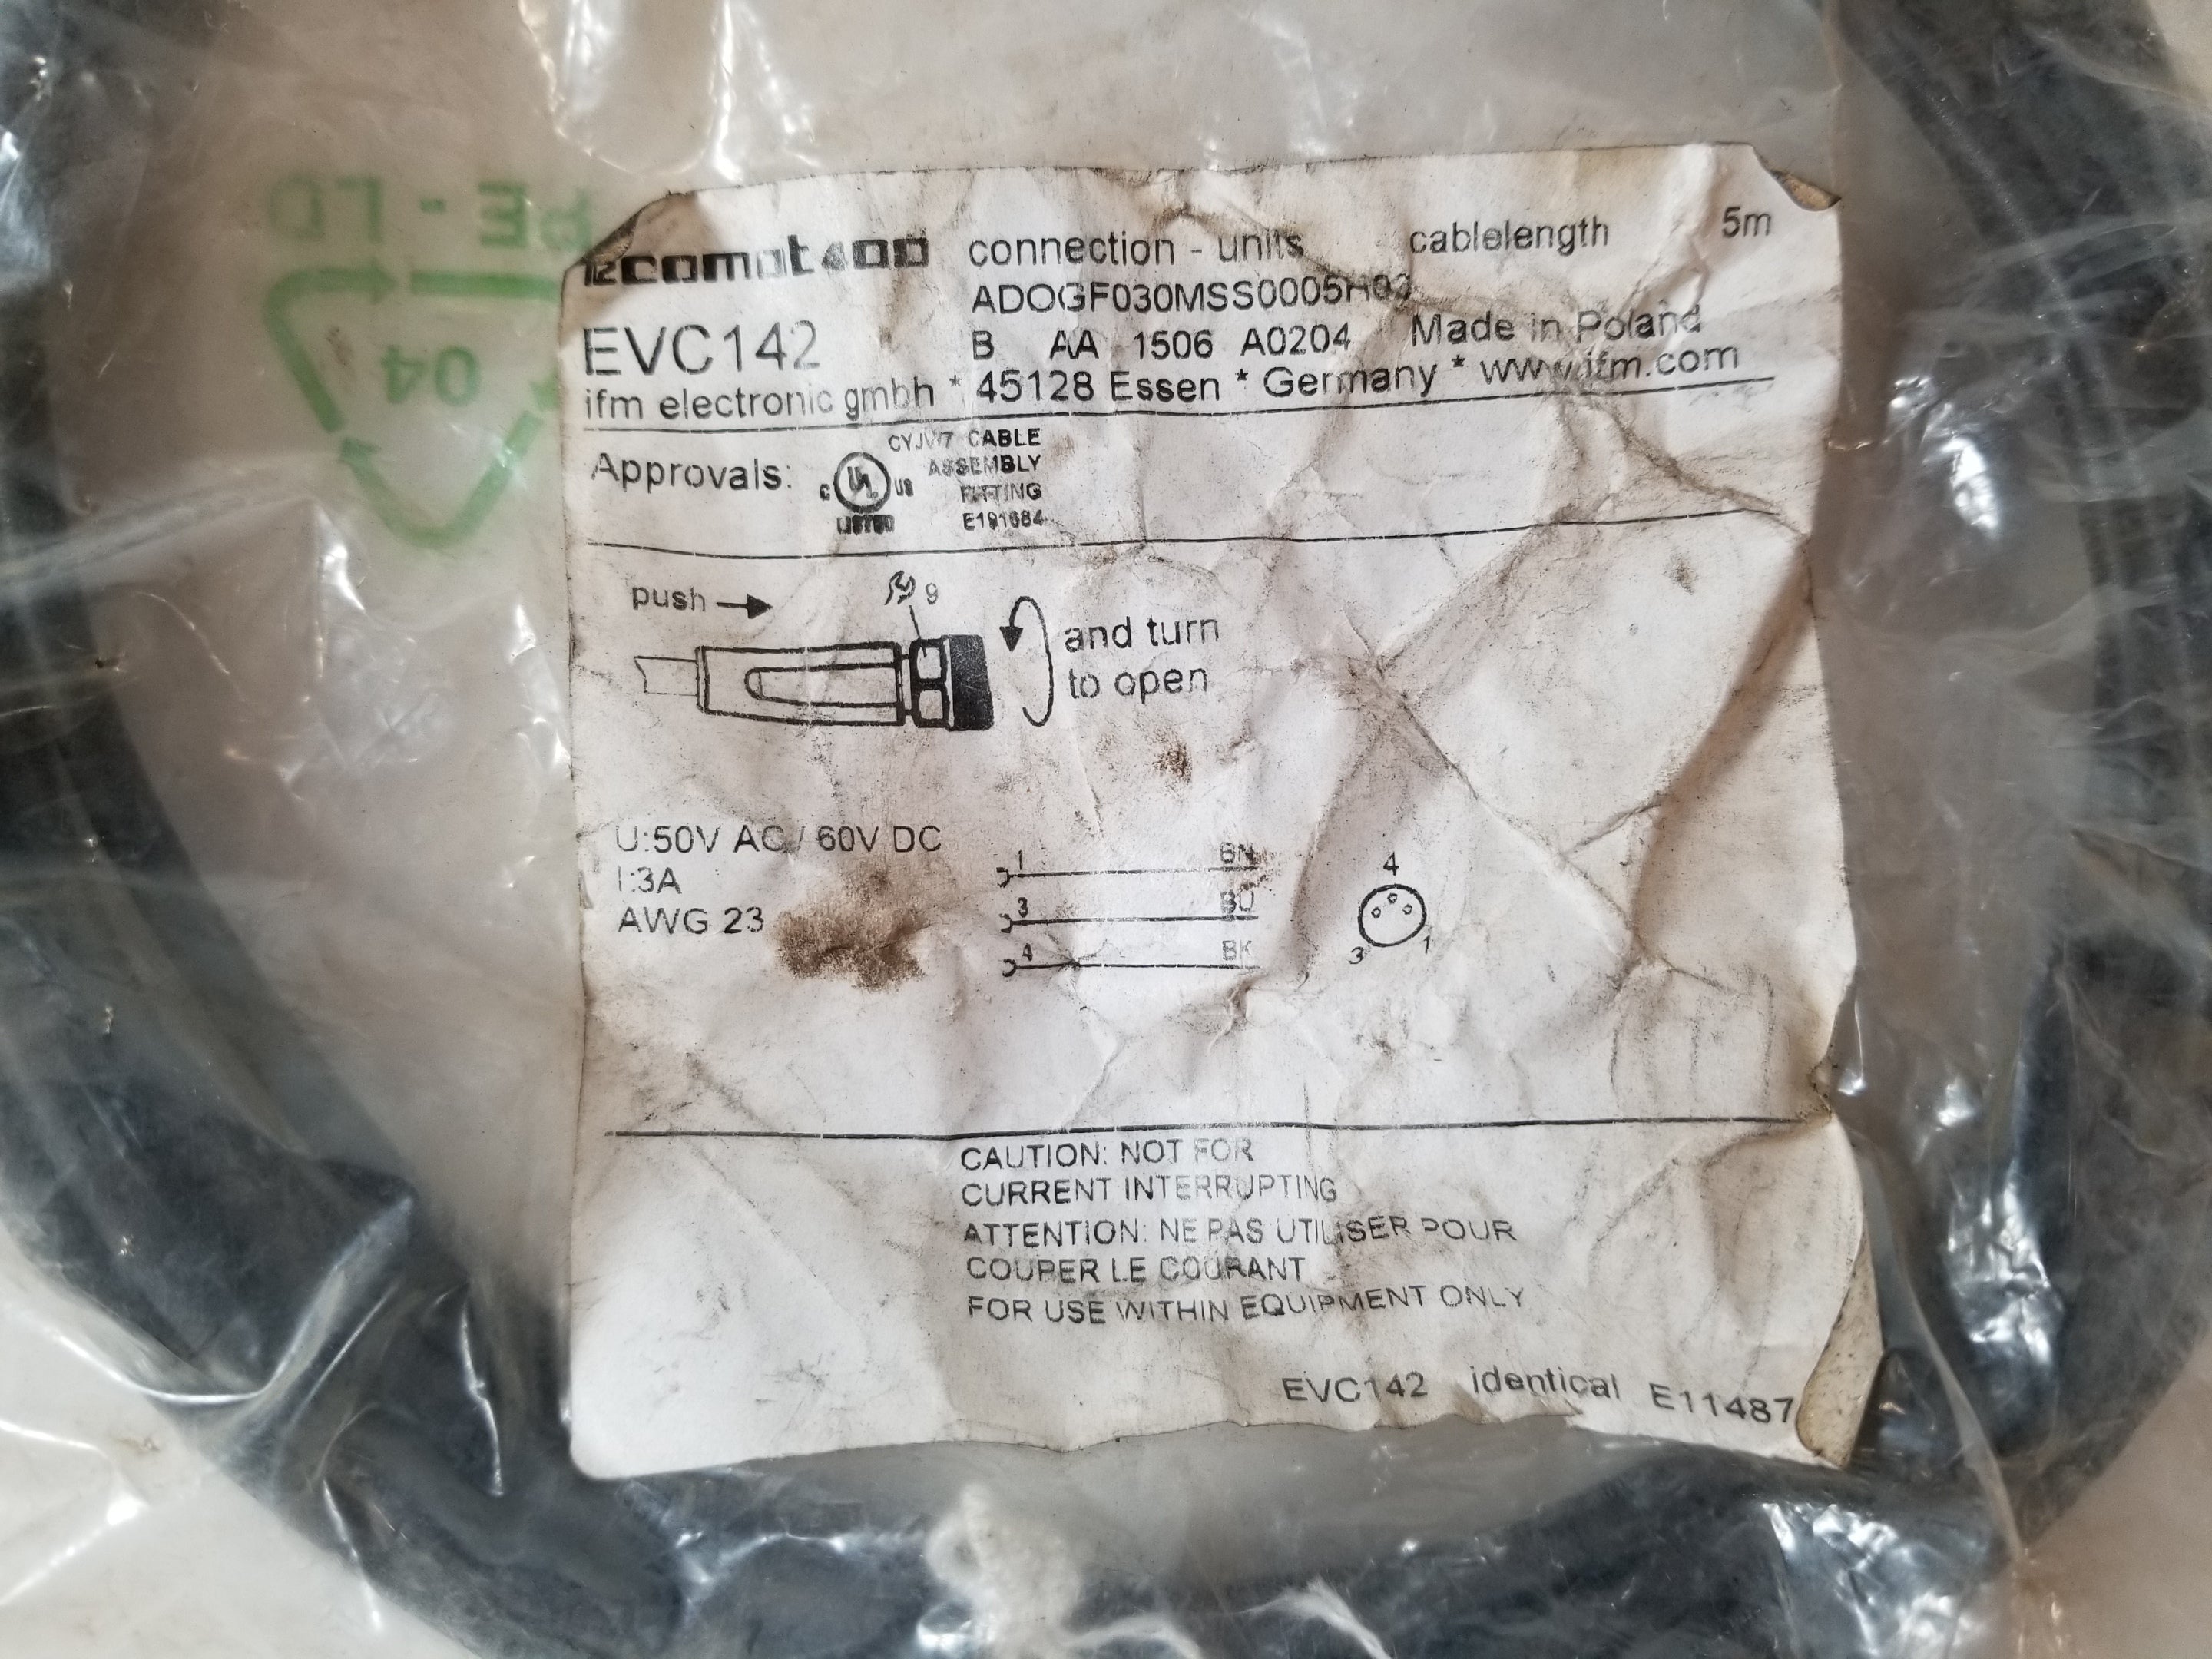 PE-LD
04
ecomat400 connection - units cablelength 5m
ADOGF030MSS0005H03
EVC142 B AA 1506 A0204 Made in Poland
ifm electronic gmbh * 45128 Essen * Germany * www.ifm.com
Approvals: C UL US LISTED
CYJV7 CABLE
ASSEMBLY
FITTING
E191684
push 9
and turn
to open
U:50V AC / 60V DC
I:3A
AWG 23
1 BN
3 BU
4 BK
4
3 1
CAUTION: NOT FOR
CURRENT INTERRUPTING
ATTENTION: NE PAS UTILISER POUR
COUPER LE COURANT
FOR USE WITHIN EQUIPMENT ONLY
EVC142 identical E11487